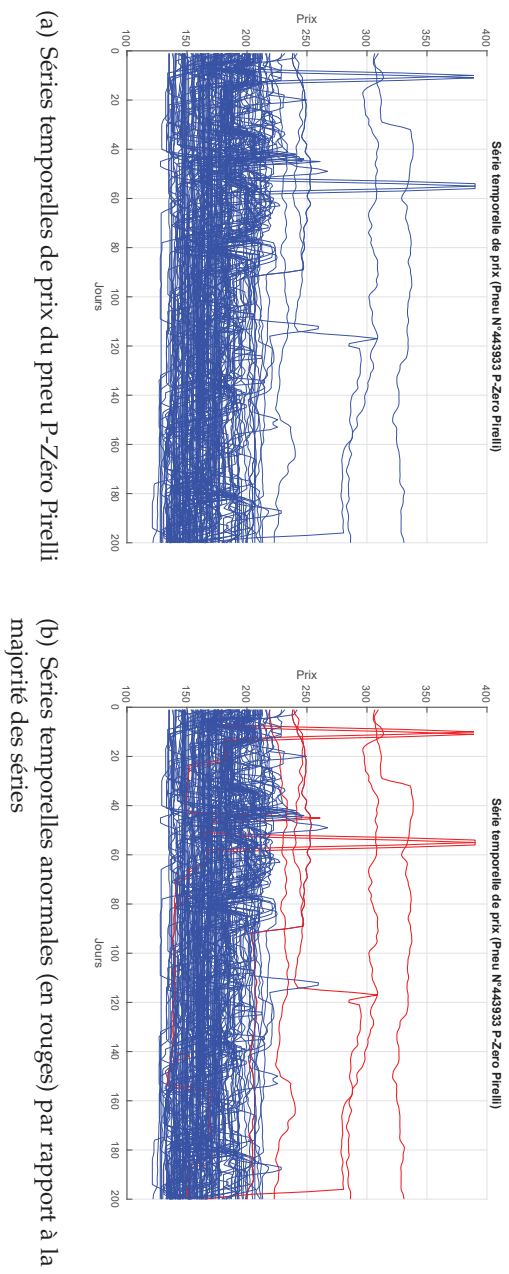 Série temporelle de prix (Pneu N°443933 P-Zero Pirelli)
Prix
400
350
300
250
200
150
100
0 20 40 60 80 100 120 140 160 180 200
Jours
(a) Séries temporelles de prix du pneu P-Zéro Pirelli
Série temporelle de prix (Pneu N°443933 P-Zero Pirelli)
Prix
400
350
300
250
200
150
100
0 20 40 60 80 100 120 140 160 180 200
Jours
(b) Séries temporelles anormales (en rouges) par rapport à la
majorité des séries